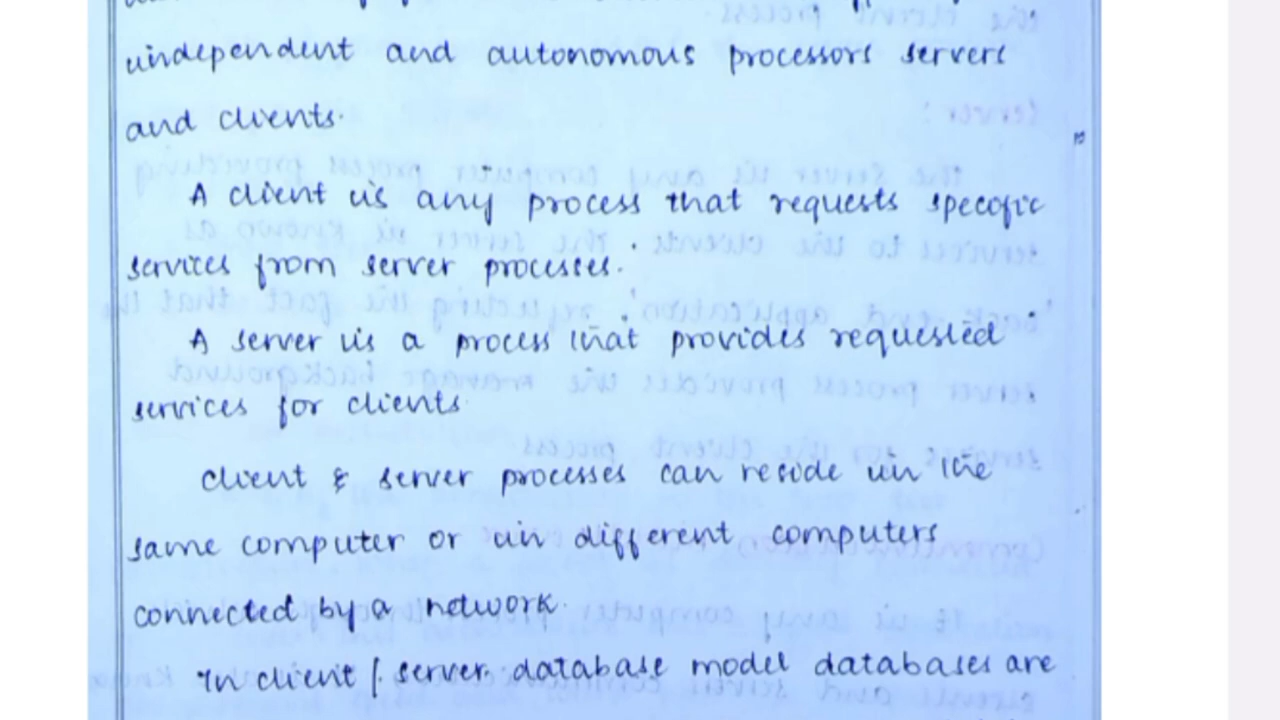 independent and autonomous processors servers
and clients.
A client is any process that requests specofic
services from server processes.
A server is a process that provides requested
services for clients
client & server processes can reside in the
same computer or in different computers
connected by a network.
In client / server database model databases are